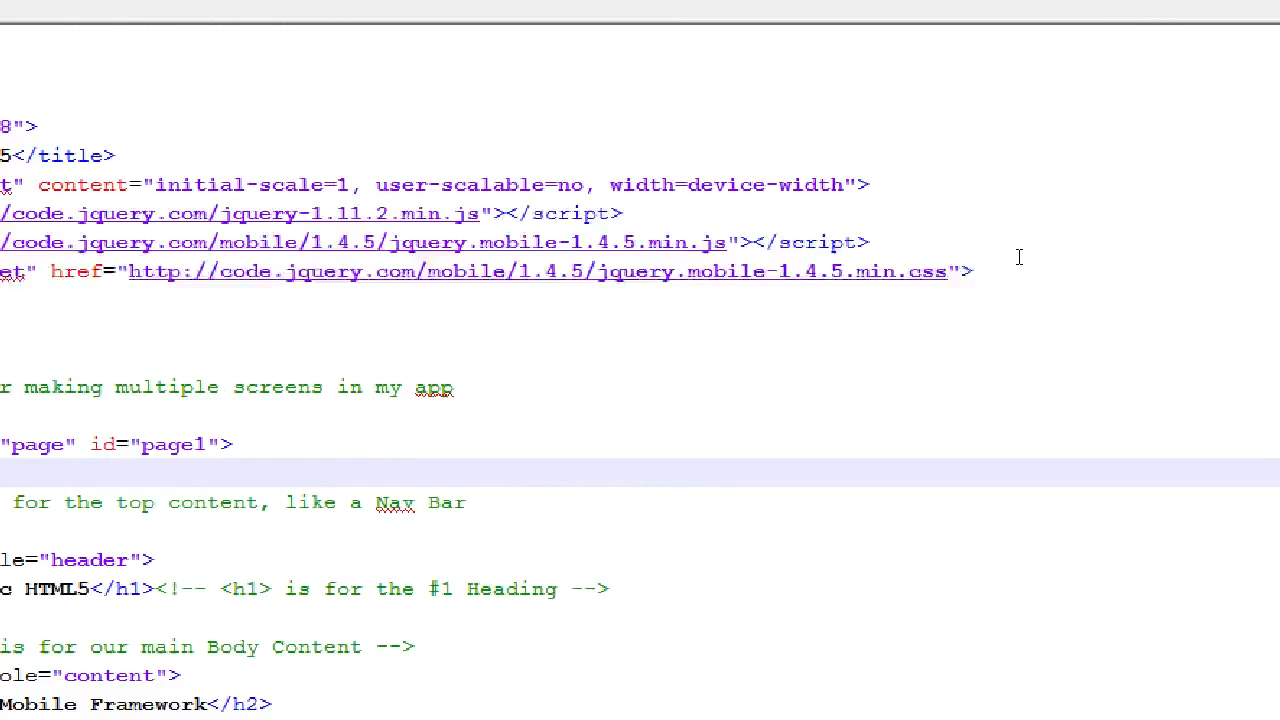 8">
5</title>
t" content="initial-scale=1, user-scalable=no, width=device-width">
/code.jquery.com/jquery-1.11.2.min.js"></script>
/code.jquery.com/mobile/1.4.5/jquery.mobile-1.4.5.min.js"></script>
et" href="http://code.jquery.com/mobile/1.4.5/jquery.mobile-1.4.5.min.css">
r making multiple screens in my app
"page" id="page1">
for the top content, like a Nav Bar
le="header">
c HTML5</h1><!-- <h1> is for the #1 Heading -->
is for our main Body Content -->
ole="content">
Mobile Framework</h2>